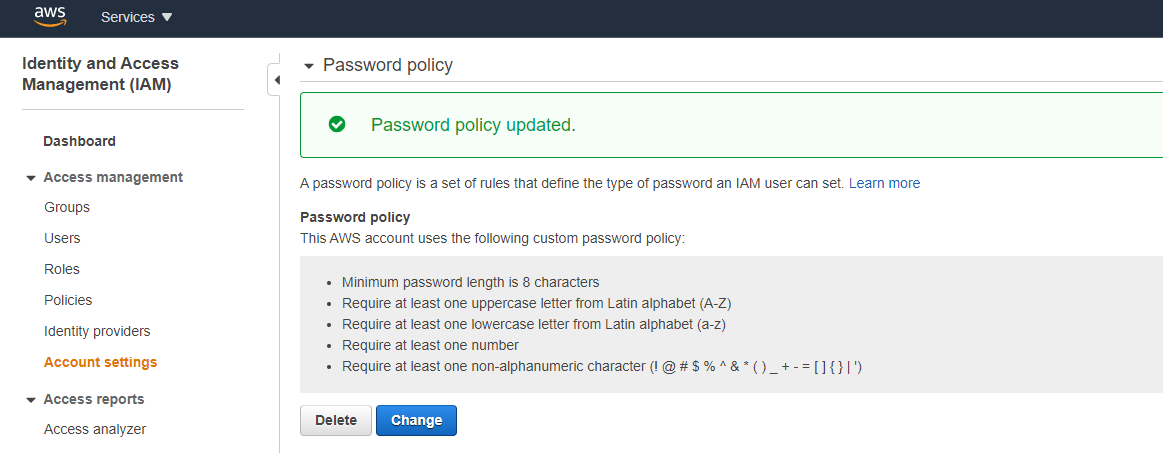 aws
Services
Identity and Access
Management (IAM)
Dashboard
Access management
Groups
Users
Roles
Policies
Identity providers
Account settings
Access reports
Access analyzer
Password policy
Password policy updated.
A password policy is a set of rules that define the type of password an IAM user can set. Learn more
Password policy
This AWS account uses the following custom password policy:
• Minimum password length is 8 characters
• Require at least one uppercase letter from Latin alphabet (A-Z)
• Require at least one lowercase letter from Latin alphabet (a-z)
• Require at least one number
• Require at least one non-alphanumeric character (! @ # $ % ^ & * ( ) _ + - = [ ] { } | ')
Delete Change